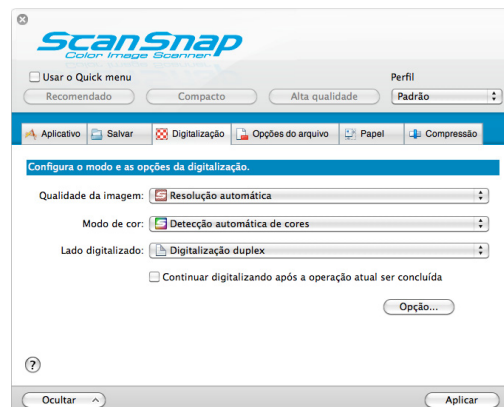 ScanSnap
Color Image Scanner
Usar o Quick menu
Perfil
Recomendado Compacto Alta qualidade Padrão
Aplicativo Salvar Digitalização Opções do arquivo Papel Compressão
Configura o modo e as opções da digitalização.
Qualidade da imagem: Resolução automática
Modo de cor: Detecção automática de cores
Lado digitalizado: Digitalização duplex
Continuar digitalizando após a operação atual ser concluída
Opção...
?
Ocultar Aplicar